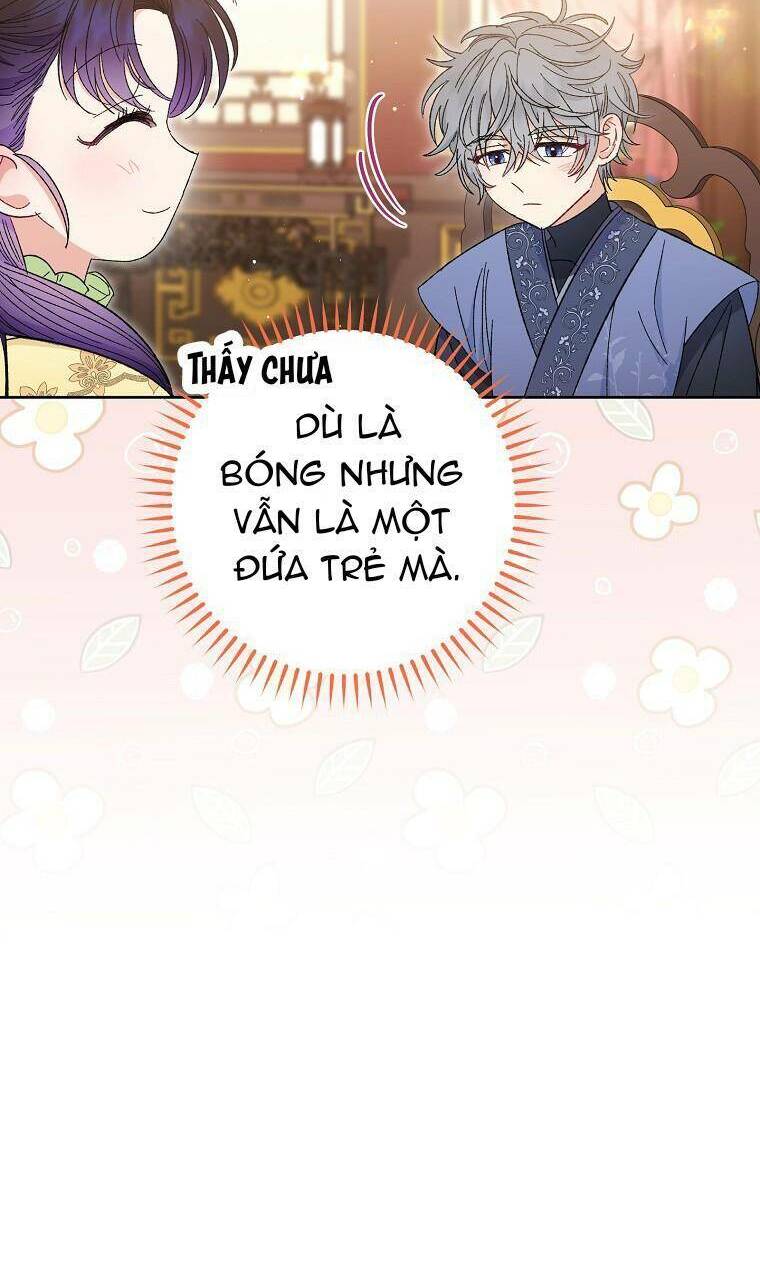 THẤY CHƯA
DÙ LÀ
BÓNG NHƯNG
VẪN LÀ MỘT
ĐỨA TRẺ MÀ.